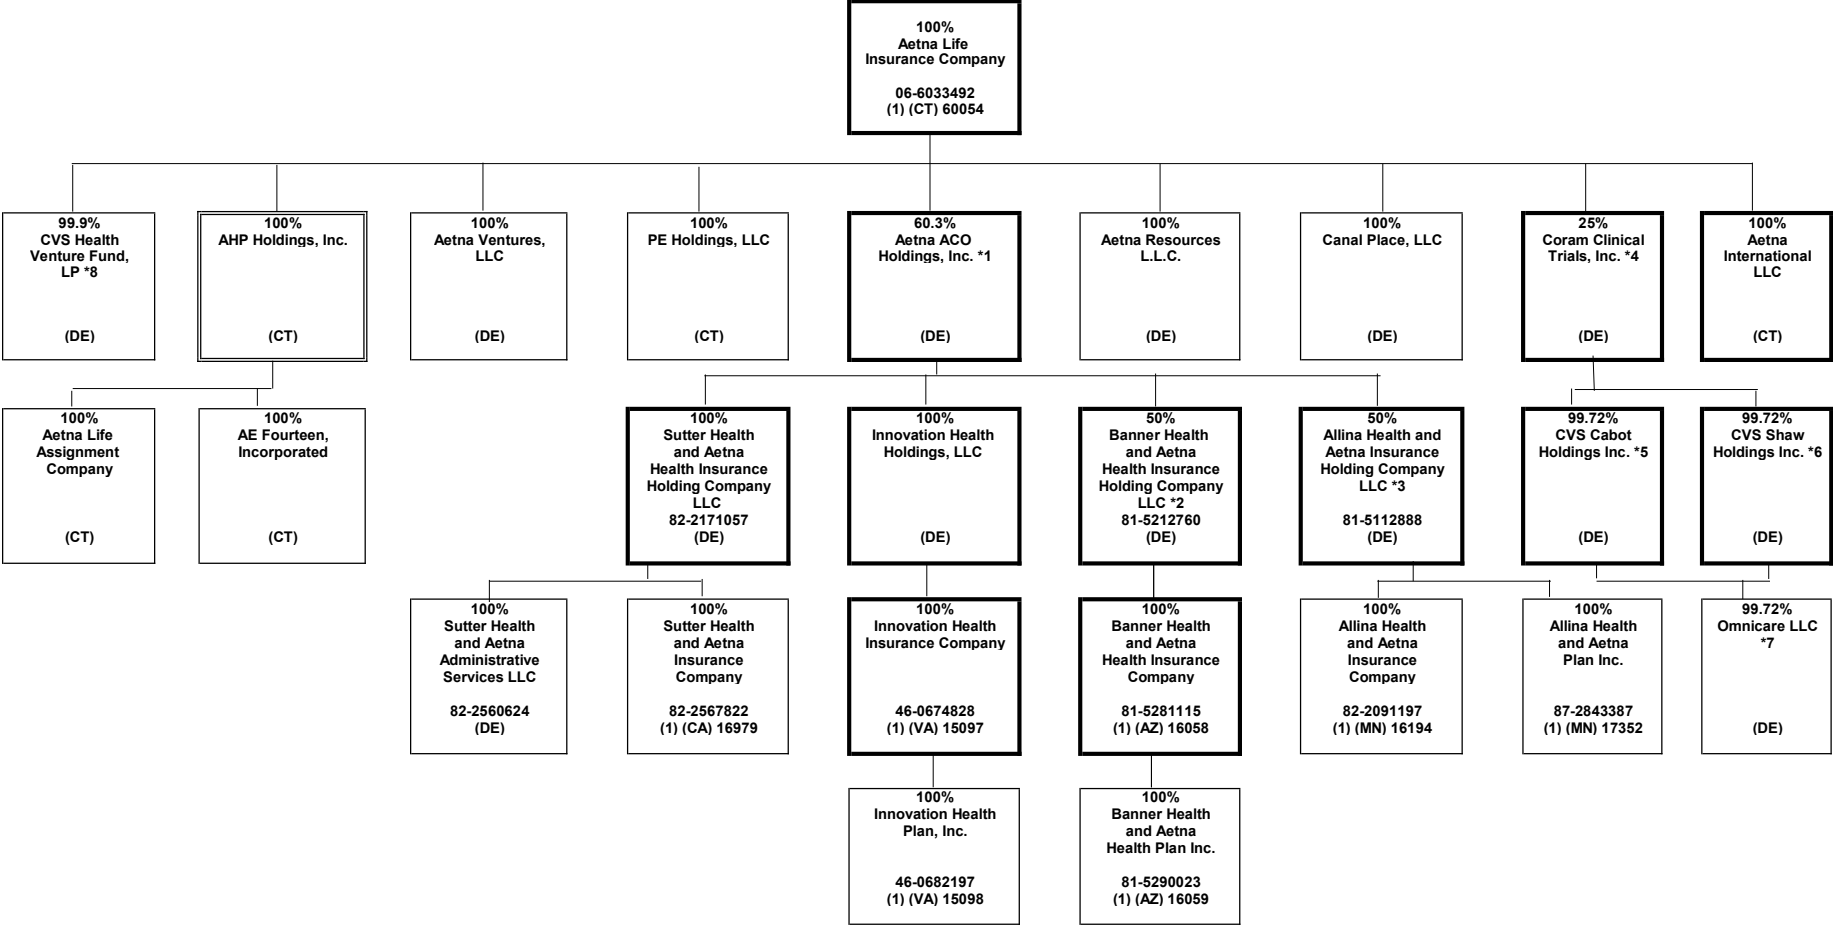 100%
Aetna Life
Insurance Company
06-6033492
(1) (CT) 60054
99.9%
CVS Health
Venture Fund,
LP *8
(DE)
100%
AHP Holdings, Inc.
(CT)
100%
Aetna Ventures,
LLC
(DE)
100%
PE Holdings, LLC
(CT)
60.3%
Aetna ACO
Holdings, Inc. *1
(DE)
100%
Aetna Resources
L.L.C.
(DE)
100%
Canal Place, LLC
(DE)
25%
Coram Clinical
Trials, Inc. *4
(DE)
100%
Aetna
International
LLC
(CT)
100%
Aetna Life
Assignment
Company
(CT)
100%
AE Fourteen,
Incorporated
(CT)
100%
Sutter Health
and Aetna
Health Insurance
Holding Company
LLC
82-2171057
(DE)
100%
Innovation Health
Holdings, LLC
(DE)
50%
Banner Health
and Aetna
Health Insurance
Holding Company
LLC *2
81-5212760
(DE)
50%
Allina Health and
Aetna Insurance
Holding Company
LLC *3
81-5112888
(DE)
99.72%
CVS Cabot
Holdings Inc. *5
(DE)
99.72%
CVS Shaw
Holdings Inc. *6
(DE)
100%
Sutter Health
and Aetna
Administrative
Services LLC
82-2560624
(DE)
100%
Sutter Health
and Aetna
Insurance
Company
82-2567822
(1) (CA) 16979
100%
Innovation Health
Insurance Company
46-0674828
(1) (VA) 15097
100%
Banner Health
and Aetna
Health Insurance
Company
81-5281115
(1) (AZ) 16058
100%
Allina Health
and Aetna
Insurance
Company
82-2091197
(1) (MN) 16194
100%
Allina Health
and Aetna
Plan Inc.
87-2843387
(1) (MN) 17352
99.72%
Omnicare LLC
*7
(DE)
100%
Innovation Health
Plan, Inc.
46-0682197
(1) (VA) 15098
100%
Banner Health
and Aetna
Health Plan Inc.
81-5290023
(1) (AZ) 16059